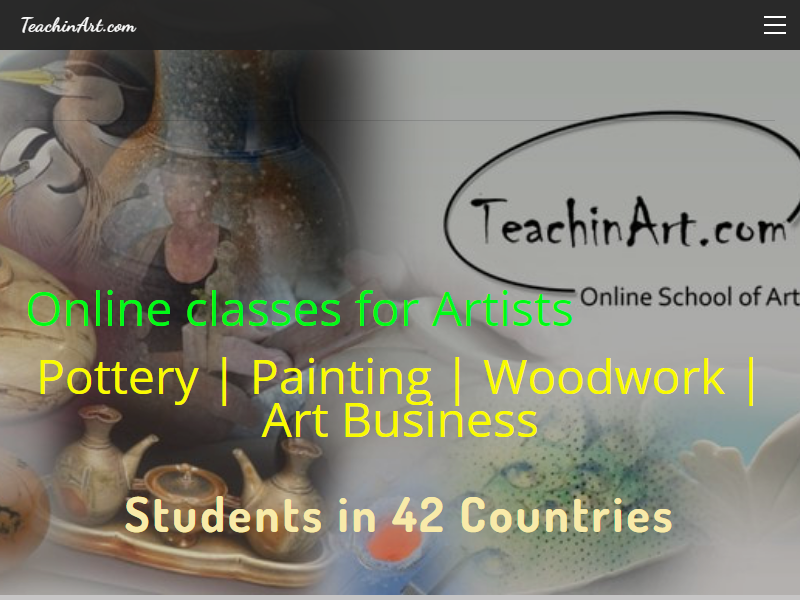 TeachinArt.com
TeachinArt.com
Online School of Art
Online classes for Artists
Pottery | Painting | Woodwork |
Art Business
Students in 42 Countries